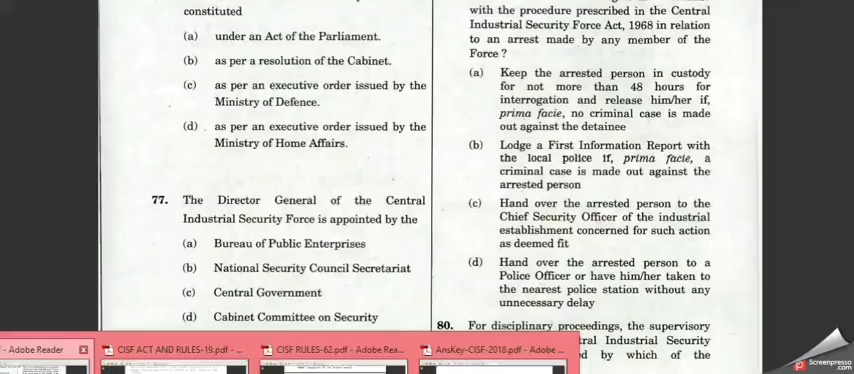 constituted
(a) under an Act of the Parliament.
(b) as per a resolution of the Cabinet.
(c) as per an executive order issued by the
Ministry of Defence.
(d) as per an executive order issued by the
Ministry of Home Affairs.
77. The Director General of the Central
Industrial Security Force is appointed by the
(a) Bureau of Public Enterprises
(b) National Security Council Secretariat
(c) Central Government
(d) Cabinet Committee on Security
with the procedure prescribed in the Central
Industrial Security Force Act, 1968 in relation
to an arrest made by any member of the
Force ?
(a) Keep the arrested person in custody
for not more than 48 hours for
interrogation and release him/her if,
prima facie, no criminal case is made
out against the detainee
(b) Lodge a First Information Report with
the local police if, prima facie, a
criminal case is made out against the
arrested person
(c) Hand over the arrested person to the
Chief Security Officer of the industrial
establishment concerned for such action
as deemed fit
(d) Hand over the arrested person to a
Police Officer or have him/her taken to
the nearest police station without any
unnecessary delay
80. For disciplinary proceedings, the supervisory
tral Industrial Security
d by which of the
- Adobe Reader
CISF ACT AND RULES-19.pdf - ...
CISF RULES-62.pdf - Adobe Rea...
AnsKey-CISF-2018.pdf - Adobe ...
Screenpresso
.com